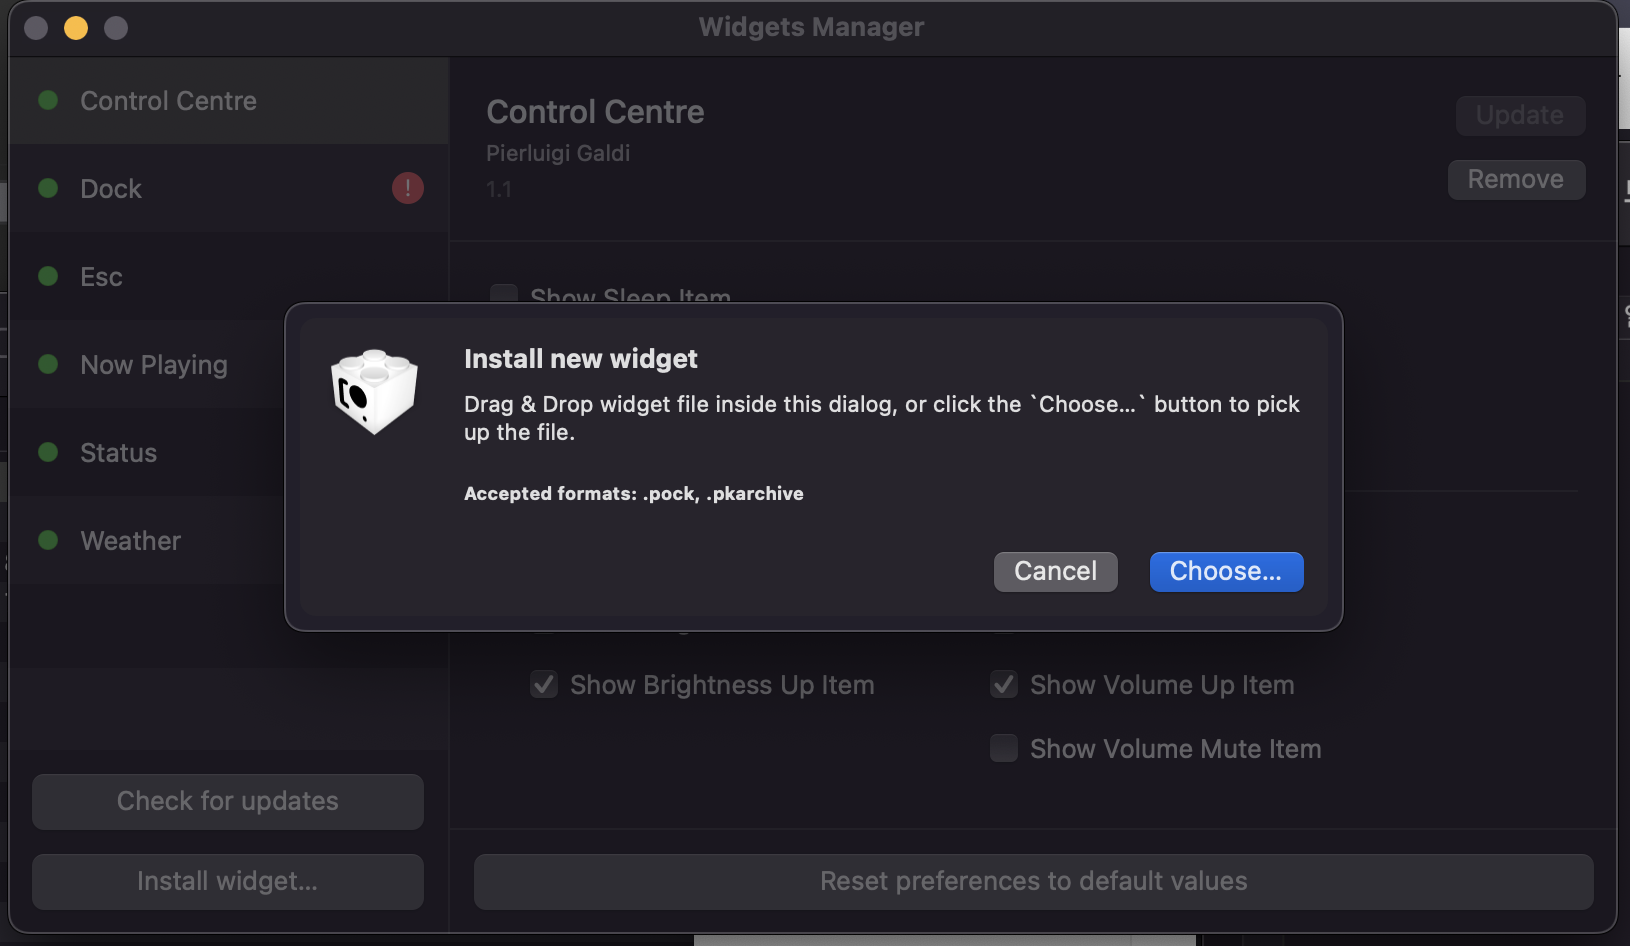 Widgets Manager
Control Centre
Dock
!
Esc
Now Playing
Status
Weather
Check for updates
Install widget...
Control Centre
Pierluigi Galdi
1.1
Update
Remove
Show Sleep Item
Install new widget
Drag & Drop widget file inside this dialog, or click the `Choose...` button to pick
up the file.
Accepted formats: .pock, .pkarchive
Cancel
Choose...
Show Brightness Up Item
Show Volume Up Item
Show Volume Mute Item
Reset preferences to default values